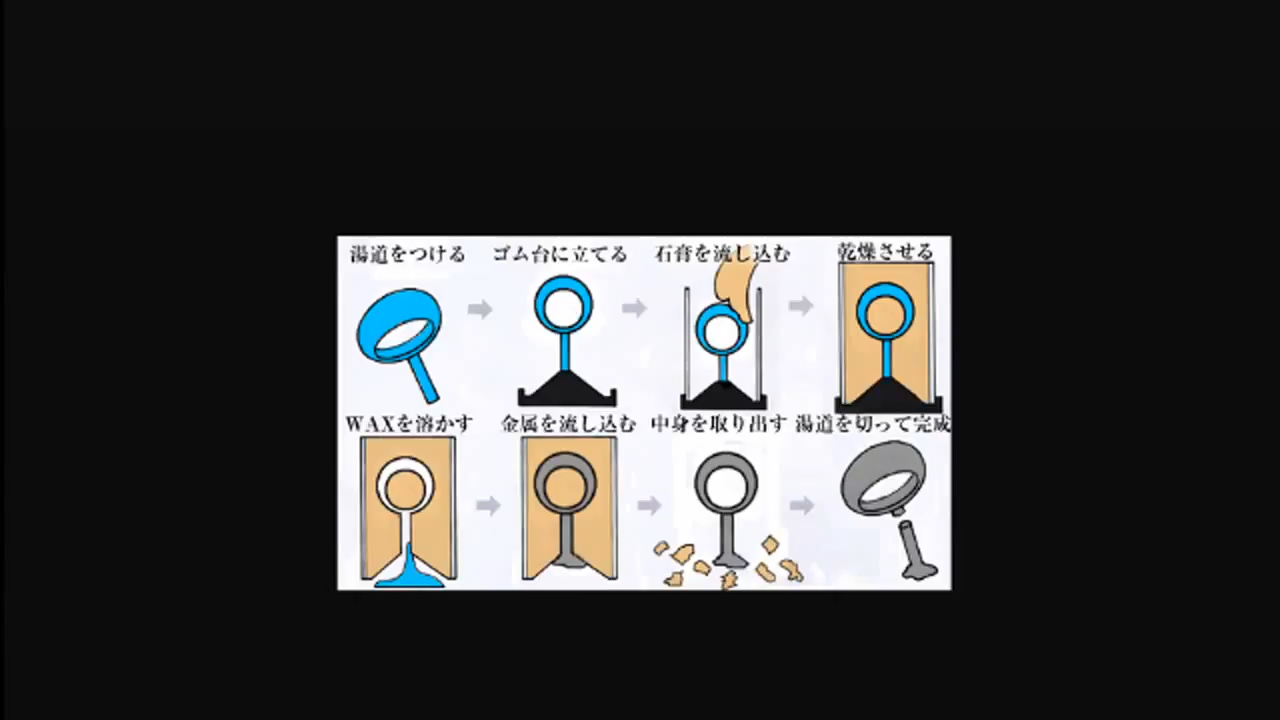 湯道をつける
ゴム台に立てる
石膏を流し込む
乾燥させる
WAXを溶かす
金属を流し込む
中身を取り出す
湯道を切って完成